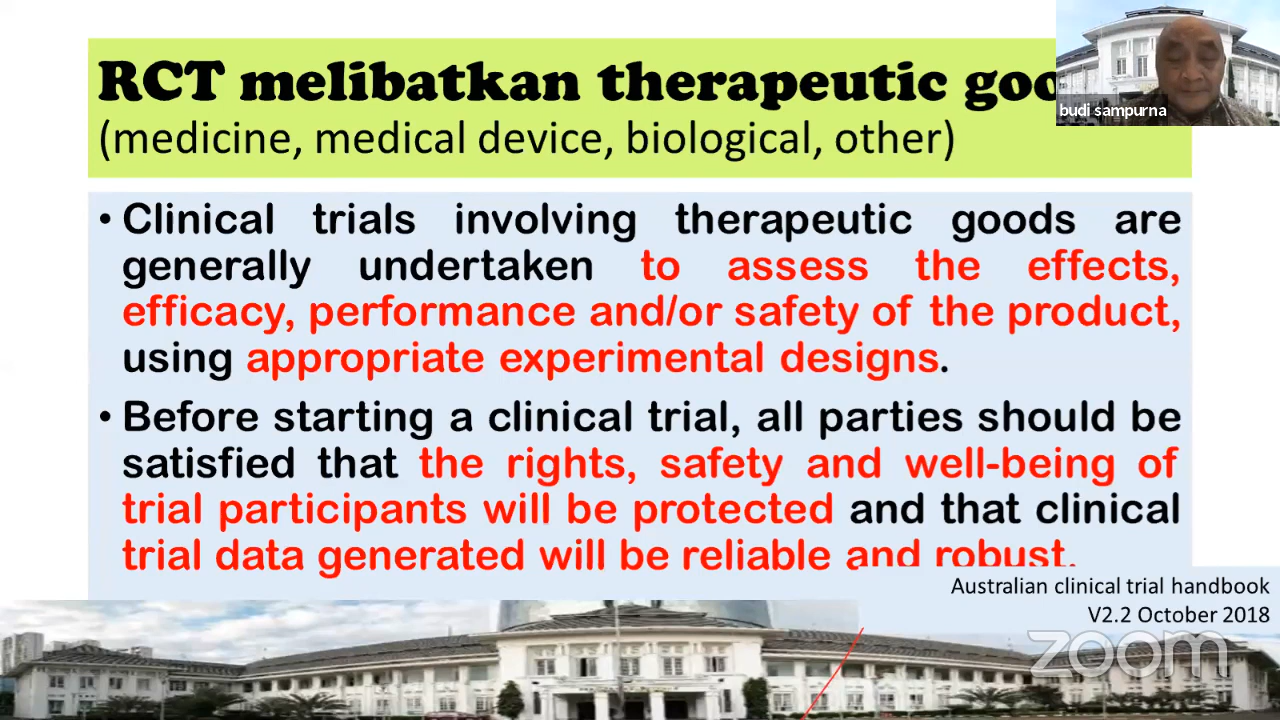 RCT melibatkan therapeutic
(medicine, medical device, biological, other)
budi sampurna
• Clinical trials involving therapeutic goods are
generally undertaken to assess the effects,
efficacy, performance and/or safety of the product,
using appropriate experimental designs.
• Before starting a clinical trial, all parties should be
satisfied that the rights, safety and well-being of
trial participants will be protected and that clinical
trial data generated will be reliable and robust.
Australian clinical trial handbook
V2.2 October 2018
zoom